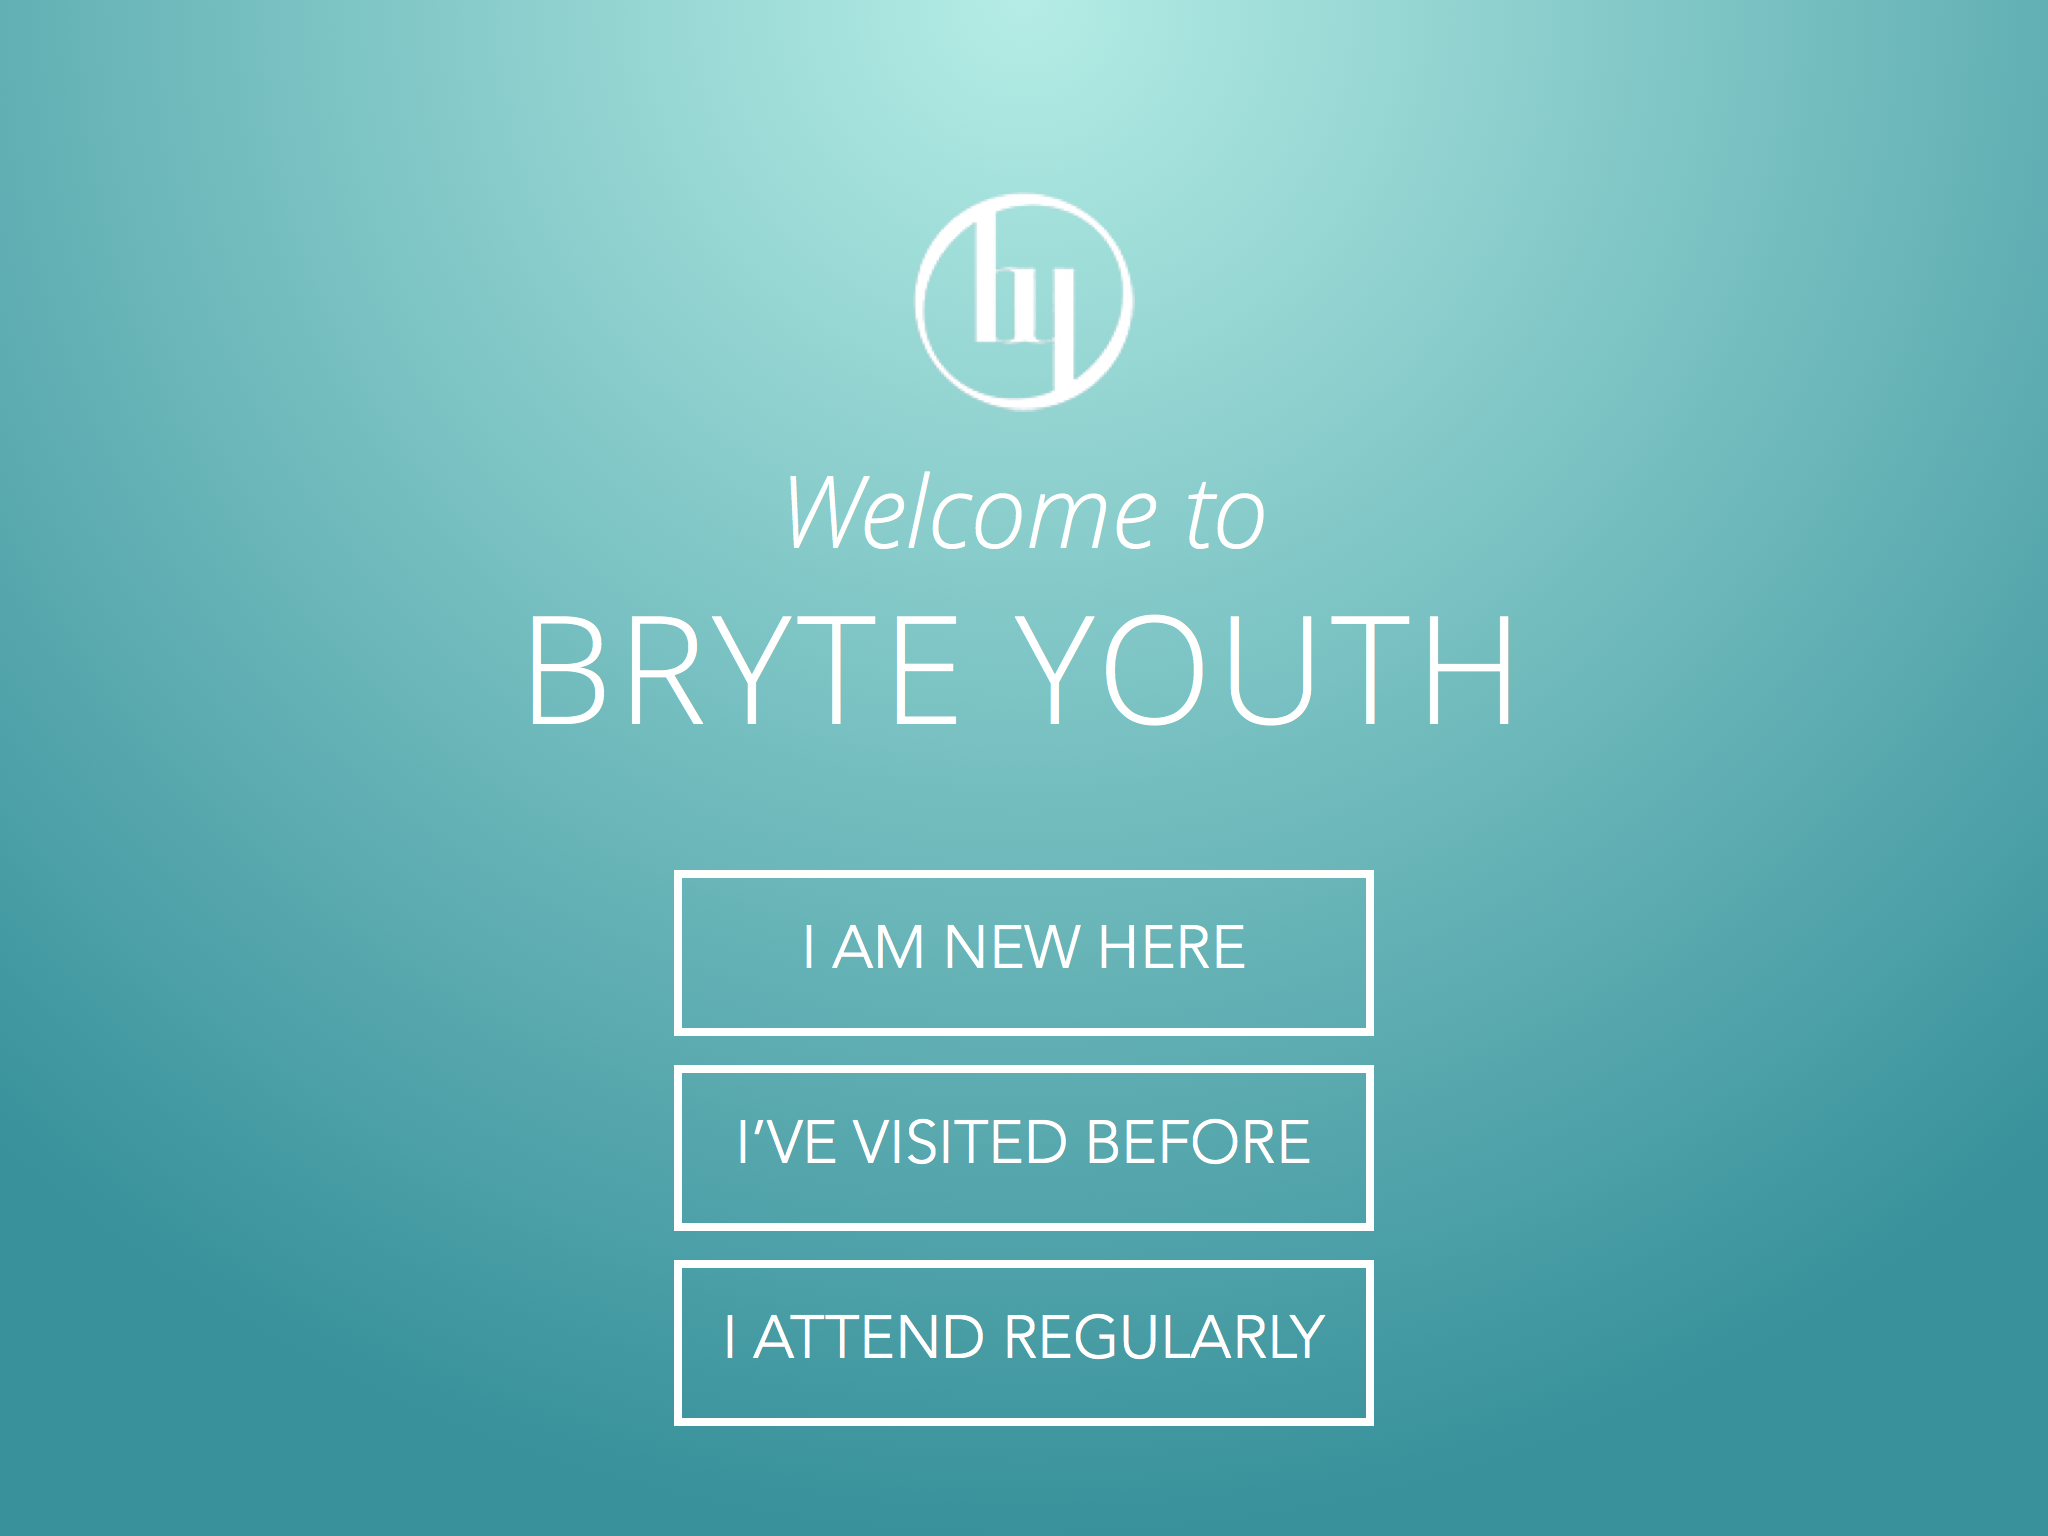 by
Welcome to
BRYTE YOUTH
I AM NEW HERE
I’VE VISITED BEFORE
I ATTEND REGULARLY